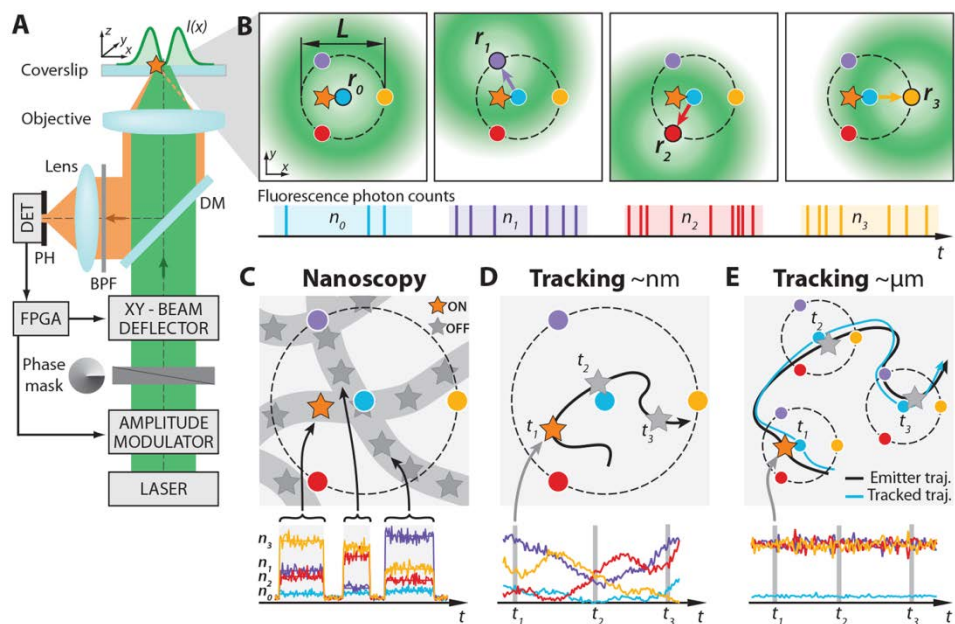 A
z
y
x
I(x)
Coverslip
Objective
Lens
DM
DET
PH
BPF
FPGA
XY - BEAM
DEFLECTOR
Phase
mask
AMPLITUDE
MODULATOR
LASER
B
L
r0
r1
r2
r3
y
x
Fluorescence photon counts
n0
n1
n2
n3
t
C Nanoscopy
ON
OFF
n3
n1
n2
n0
t
D Tracking ~nm
t1
t2
t3
t1
t2
t3
t
E Tracking ~μm
t2
t1
t3
Emitter traj.
Tracked traj.
t1
t2
t3
t